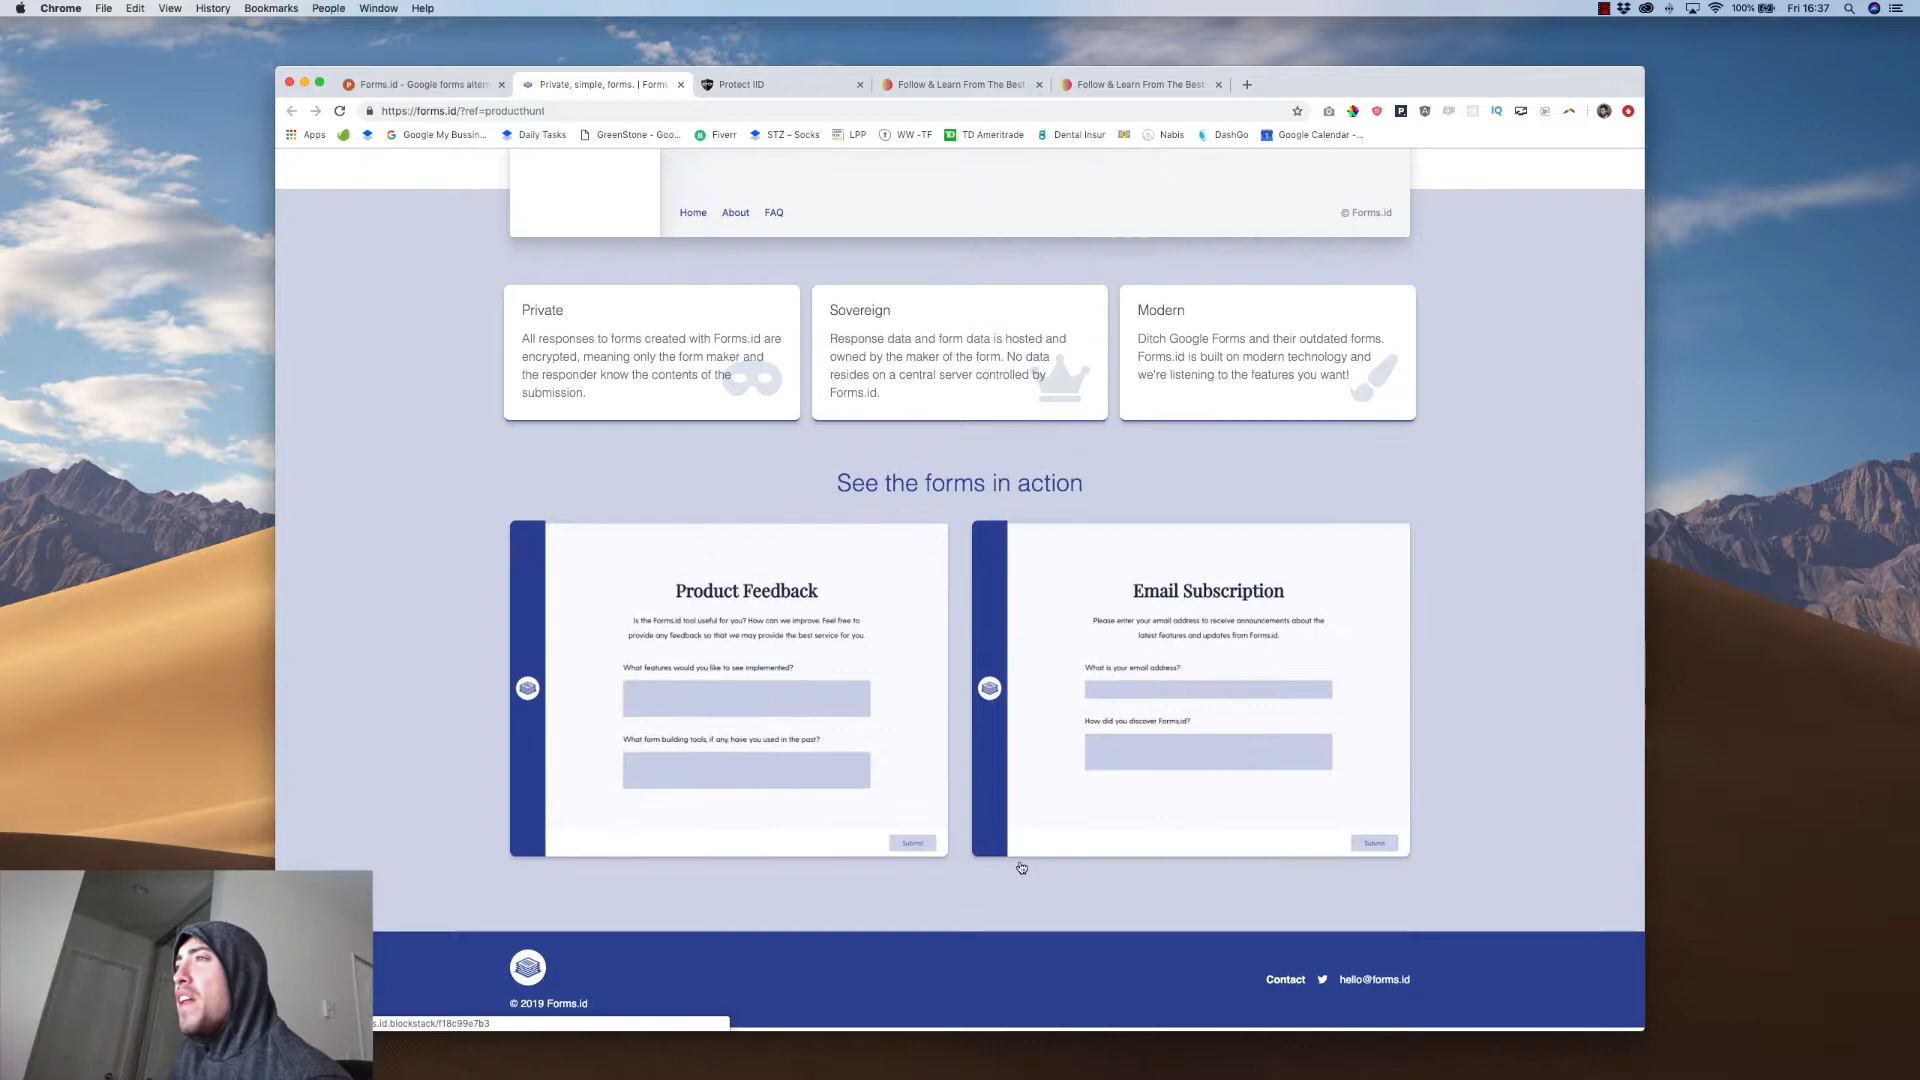 Chrome File Edit View History Bookmarks People Window Help
100% Fri 16:37
Forms.id - Google forms altern
Private, simple, forms. | Forms
Protect IID
Follow & Learn From The Best
Follow & Learn From The Best
https://forms.id/?ref=producthunt
Apps
Google My Bussin...
Daily Tasks
GreenStone - Goo...
Fiverr
STZ – Socks
LPP
WW -TF
TD Ameritrade
Dental Insur
Nabis
DashGo
Google Calendar -...
Home About FAQ
© Forms.id
Private
All responses to forms created with Forms.id are
encrypted, meaning only the form maker and
the responder know the contents of the
submission.
Sovereign
Response data and form data is hosted and
owned by the maker of the form. No data
resides on a central server controlled by
Forms.id.
Modern
Ditch Google Forms and their outdated forms.
Forms.id is built on modern technology and
we're listening to the features you want!
See the forms in action
Product Feedback
Is the Forms.id tool useful for you? How can we improve. Feel free to
provide any feedback so that we may provide the best service for you.
What features would you like to see implemented?
What form building tools, if any, have you used in the past?
Submit
Email Subscription
Please enter your email address to receive announcements about the
latest features and updates from Forms.id.
What is your email address?
How did you discover Forms.id?
Submit
© 2019 Forms.id
Contact
hello@forms.id
s.id.blockstack/f18c99e7b3